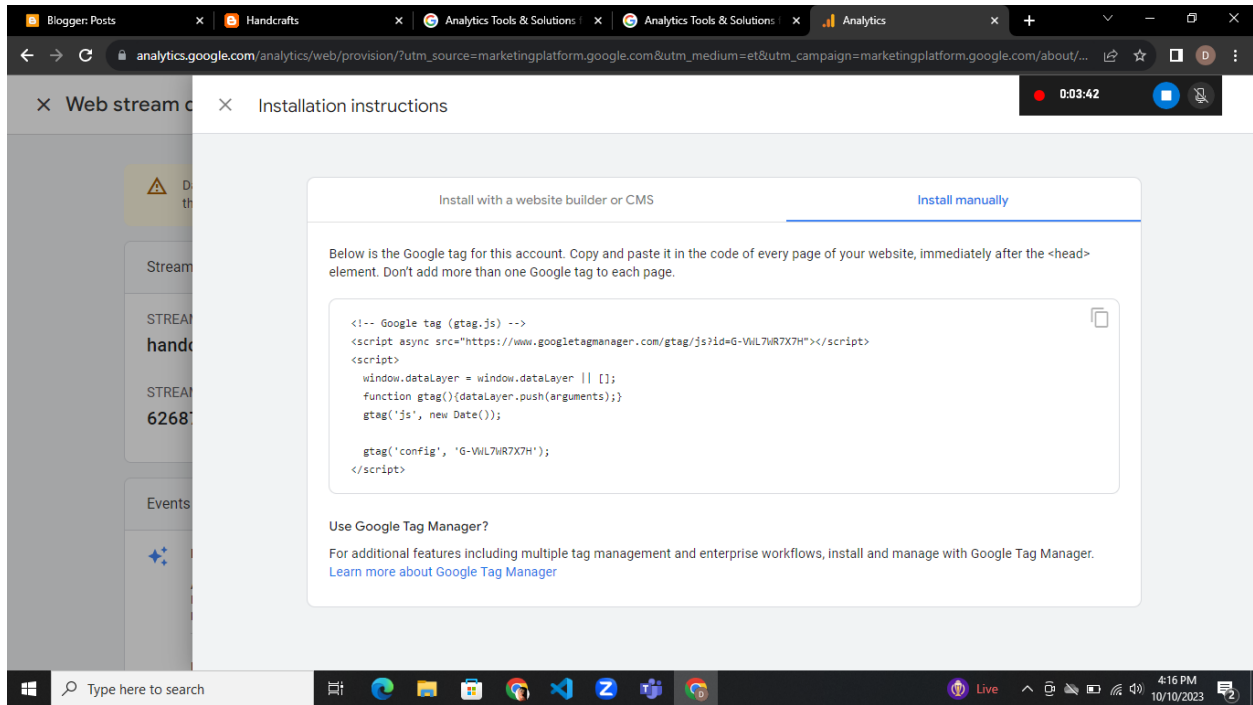 Blogger: Posts
Handcrafts
Analytics Tools & Solutions
Analytics Tools & Solutions
Analytics
analytics.google.com/analytics/web/provision/?utm_source=marketingplatform.google.com&utm_medium=et&utm_campaign=marketingplatform.google.com/about/...
D
Web stream
Installation instructions
0:03:42
Install with a website builder or CMS
Install manually
Below is the Google tag for this account. Copy and paste it in the code of every page of your website, immediately after the <head>
element. Don't add more than one Google tag to each page.
Stream
<!-- Google tag (gtag.js) -->
<script async src="https://www.googletagmanager.com/gtag/js?id=G-VWL7WR7X7H"></script>
<script>
window.dataLayer = window.dataLayer || [];
function gtag(){dataLayer.push(arguments);}
gtag('js', new Date());
gtag('config', 'G-VWL7WR7X7H');
</script>
STREAM
STREAM
6268
Events
Use Google Tag Manager?
For additional features including multiple tag management and enterprise workflows, install and manage with Google Tag Manager.
Learn more about Google Tag Manager
Type here to search
Live
4:16 PM
10/10/2023
2